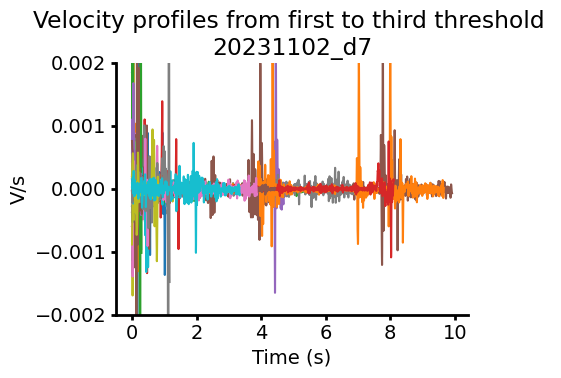 Velocity profiles from first to third threshold
20231102_d7
0.002
0.001
0.000
−0.001
−0.002
V/s
0 2 4 6 8 10
Time (s)